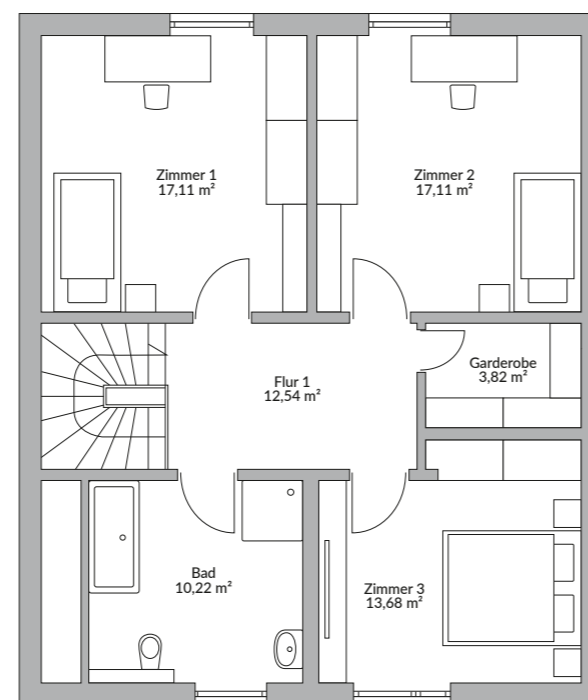 Zimmer 1
17,11 m²
Zimmer 2
17,11 m²
Flur 1
12,54 m²
Garderobe
3,82 m²
Bad
10,22 m²
Zimmer 3
13,68 m²